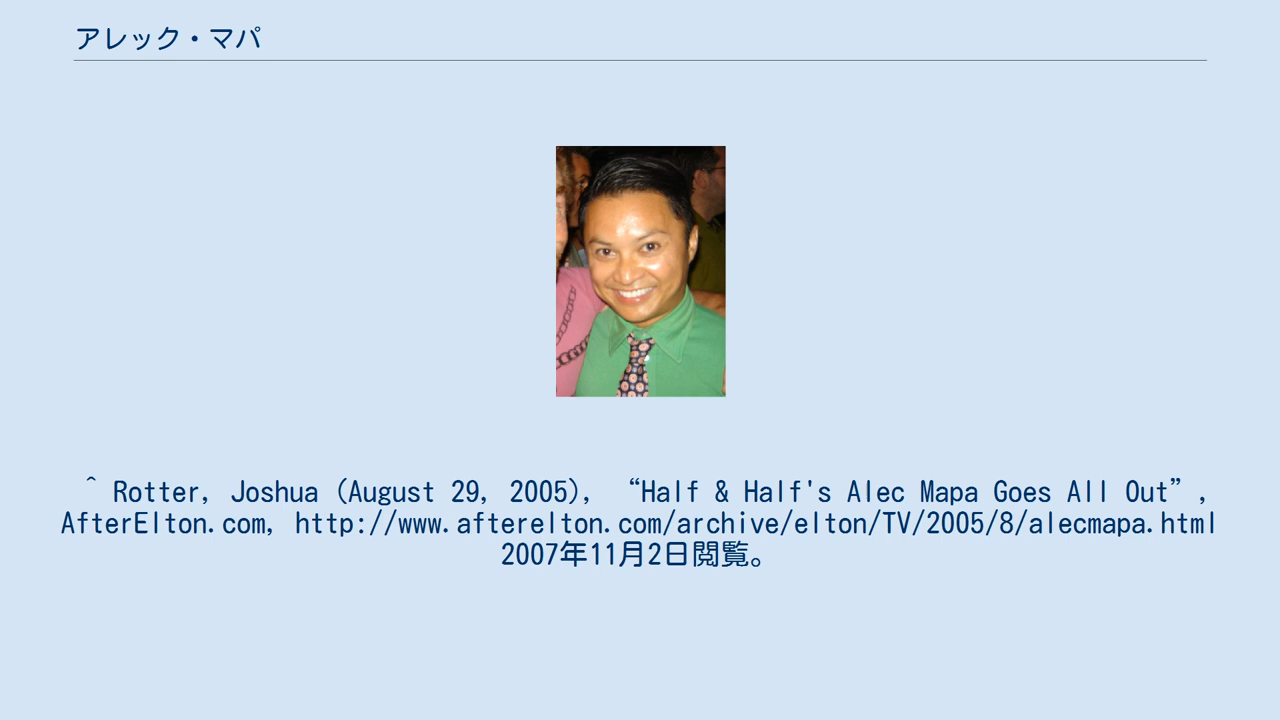 アレック・マパ
^ Rotter, Joshua (August 29, 2005), “Half & Half's Alec Mapa Goes All Out”,
AfterElton.com, http://www.afterelton.com/archive/elton/TV/2005/8/alecmapa.html
2007年11月2日閲覧。